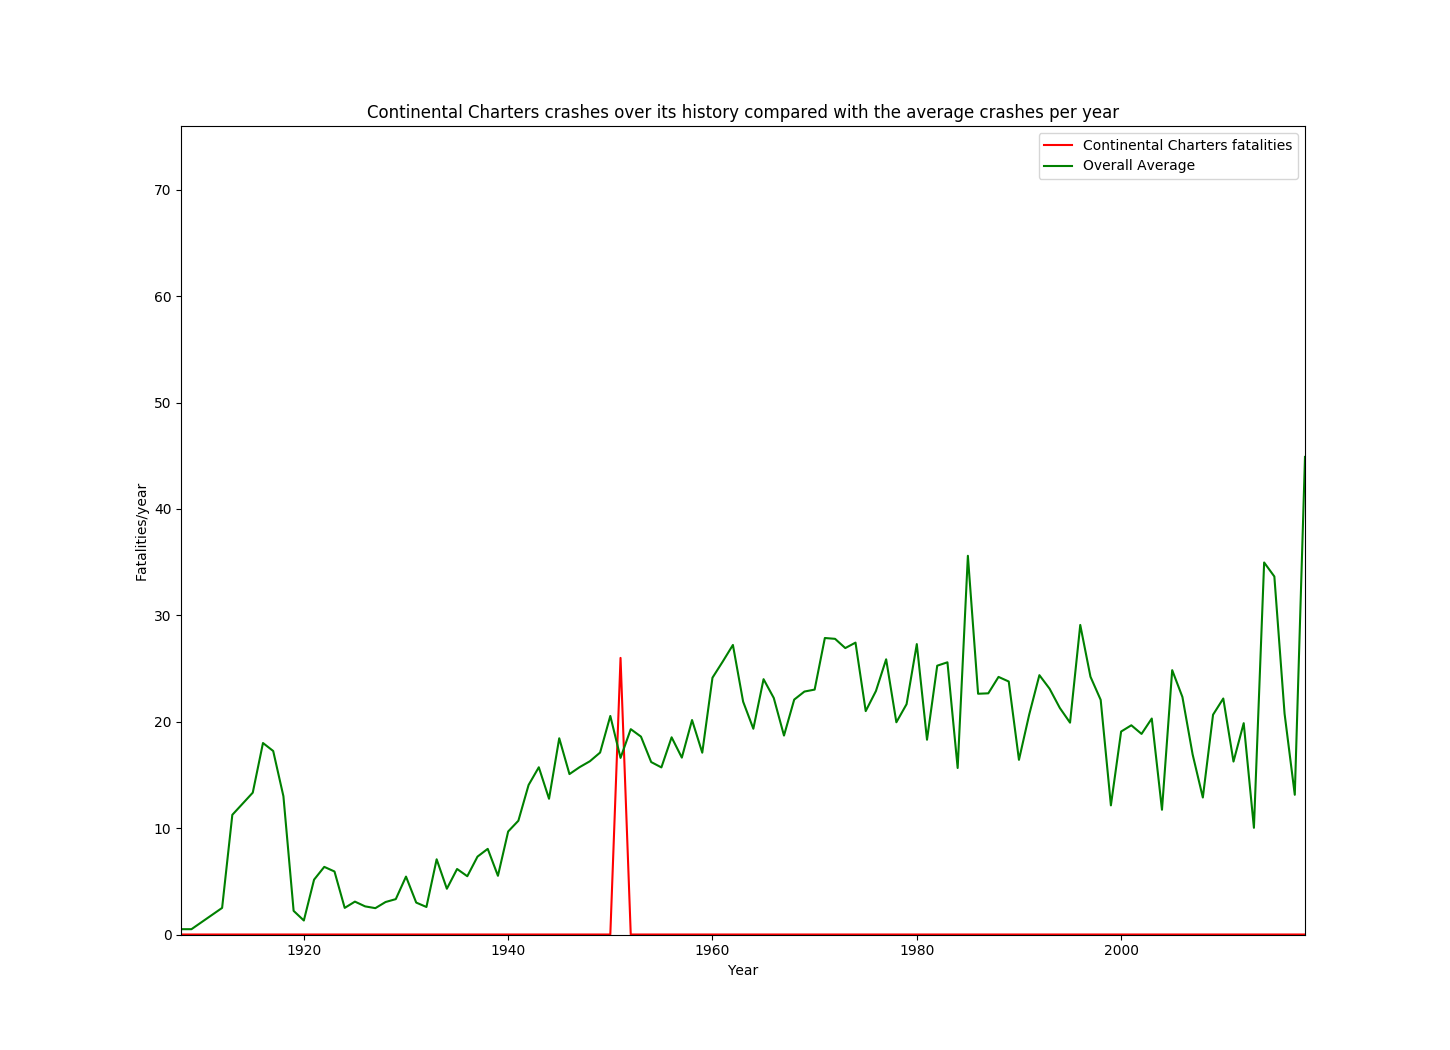 Continental Charters crashes over its history compared with the average crashes per year
Continental Charters fatalities
Overall Average
70
60
50
40
30
20
10
0
Fatalities/year
1920 1940 1960 1980 2000
Year